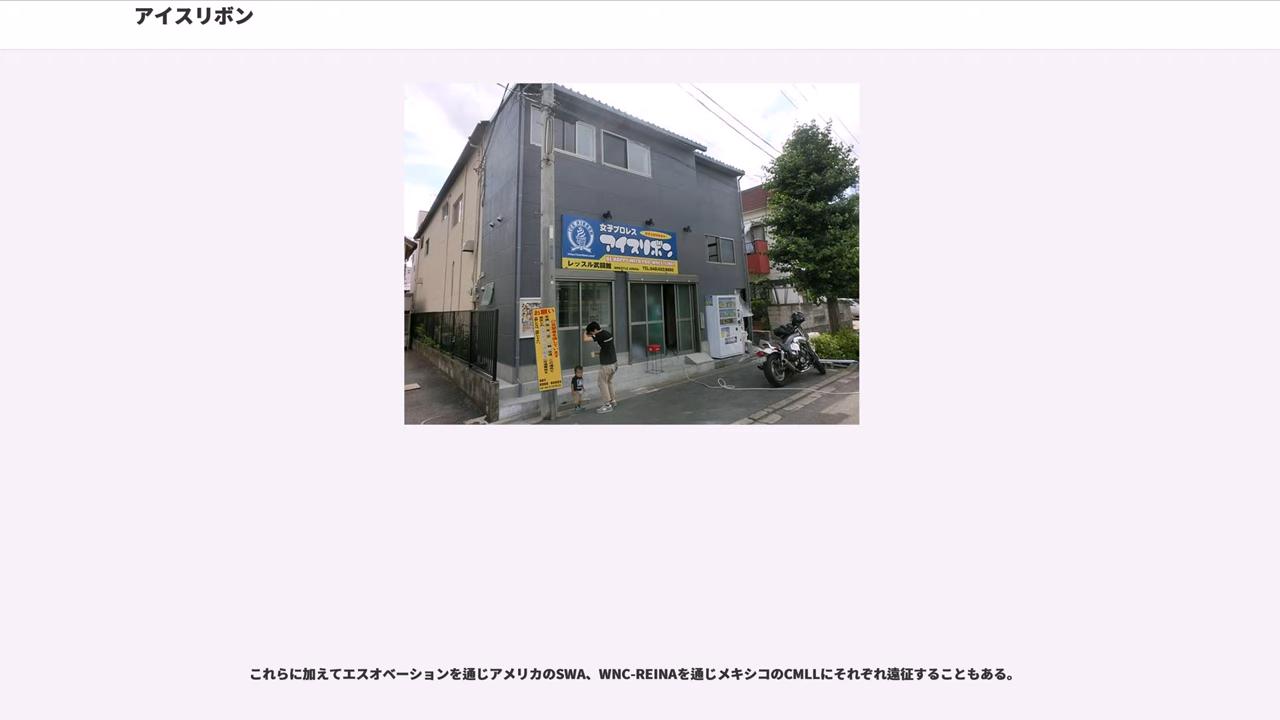 アイスリボン
女子プロレス
アイスリボン
レッスル武闘館
お願い
これらに加えてエスオベーションを通じアメリカのSWA、WNC-REINAを通じメキシコのCMLLにそれぞれ遠征することもある。